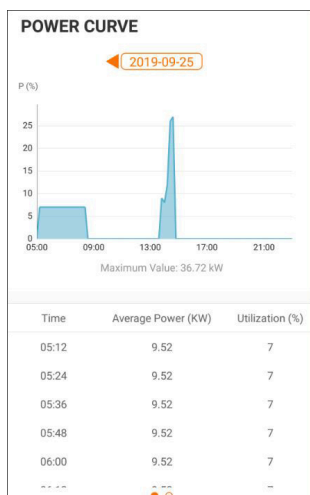 POWER CURVE
2019-09-25
P (%)
25
20
15
10
5
0
05:00 09:00 13:00 17:00 21:00
Maximum Value: 36.72 kW
Time Average Power (KW) Utilization (%)
05:12 9.52 7
05:24 9.52 7
05:36 9.52 7
05:48 9.52 7
06:00 9.52 7